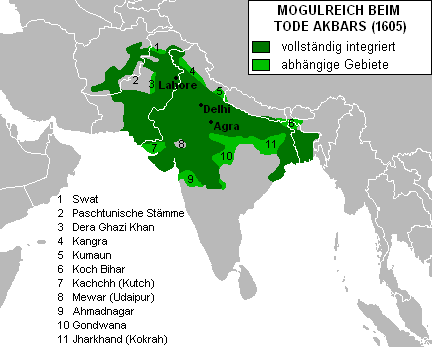 MOGULREICH BEIM
TODE AKBARS (1605)
vollständig integriert
abhängige Gebiete
1
2
3
4
Lahore
5
Delhi
Agra
6
7
8
9
10
11
1 Swat
2 Paschtunische Stämme
3 Dera Ghazi Khan
4 Kangra
5 Kumaun
6 Koch Bihar
7 Kachchh (Kutch)
8 Mewar (Udaipur)
9 Ahmadnagar
10 Gondwana
11 Jharkhand (Kokrah)